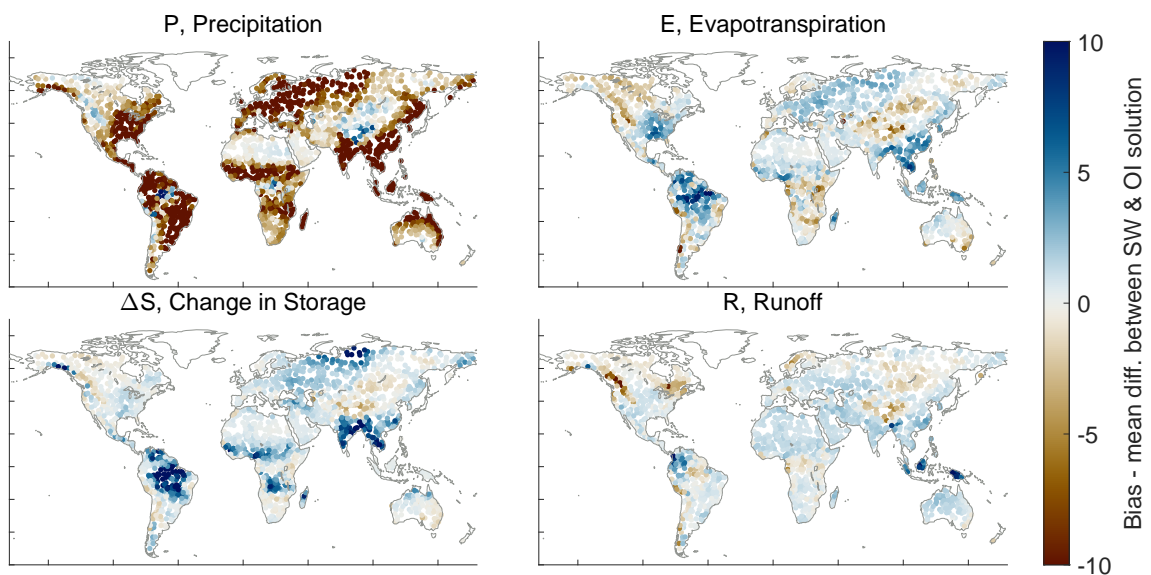 P, Precipitation
E, Evapotranspiration
ΔS, Change in Storage
R, Runoff
10
5
0
-5
-10
Bias - mean diff. between SW & OI solution